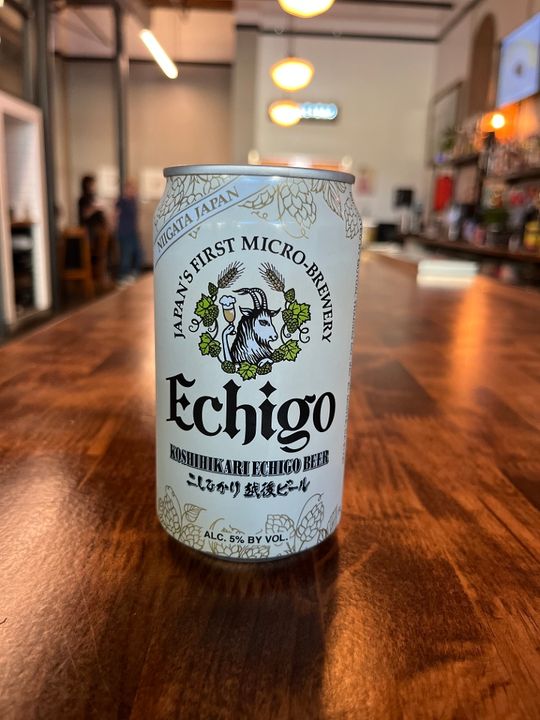 NIIGATA JAPAN
JAPAN'S FIRST MICRO-BREWERY
Echigo
KOSHIHIKARI ECHIGO BEER
こしひかり 越後ビール
ALC. 5% BY VOL.